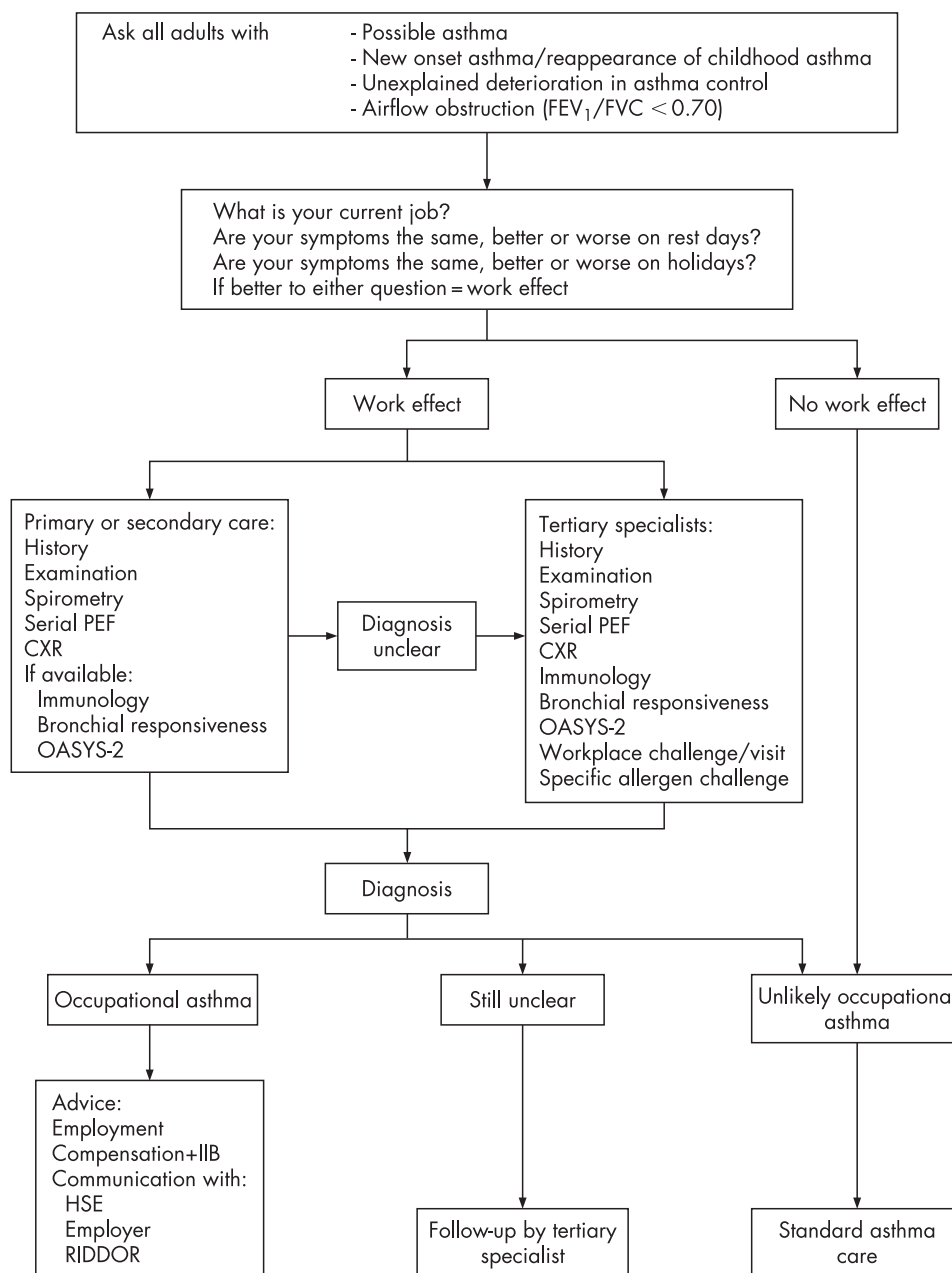 Ask all adults with - Possible asthma
- New onset asthma/reappearance of childhood asthma
- Unexplained deterioration in asthma control
- Airflow obstruction (FEV₁/FVC < 0.70)
What is your current job?
Are your symptoms the same, better or worse on rest days?
Are your symptoms the same, better or worse on holidays?
If better to either question = work effect
Work effect
No work effect
Primary or secondary care:
History
Examination
Spirometry
Serial PEF
CXR
If available:
Immunology
Bronchial responsiveness
OASYS-2
Diagnosis
unclear
Tertiary specialists:
History
Examination
Spirometry
Serial PEF
CXR
Immunology
Bronchial responsiveness
OASYS-2
Workplace challenge/visit
Specific allergen challenge
Diagnosis
Occupational asthma
Still unclear
Unlikely occupational
asthma
Advice:
Employment
Compensation+IIB
Communication with:
HSE
Employer
RIDDOR
Follow-up by tertiary
specialist
Standard asthma
care